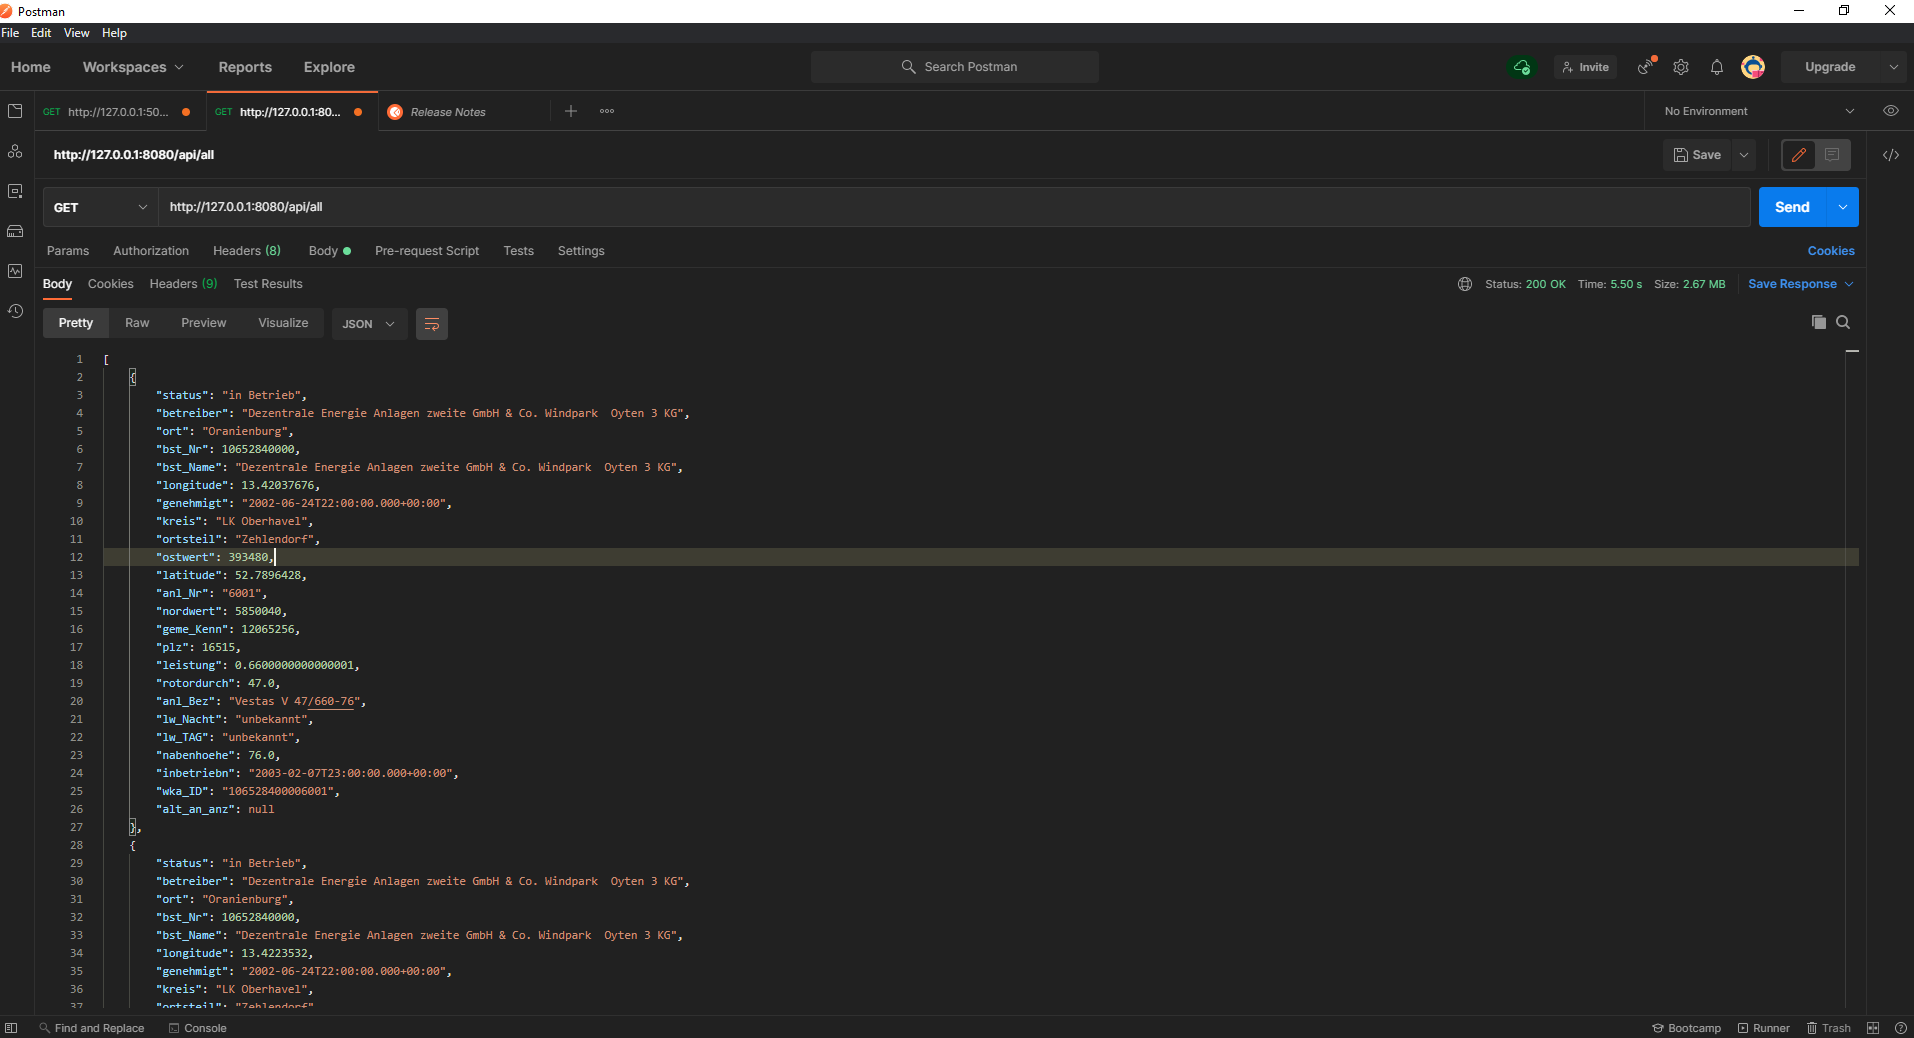 Postman
File Edit View Help
Home Workspaces Reports Explore Search Postman Invite Upgrade
GET http://127.0.0.1:50... GET http://127.0.0.1:80... Release Notes No Environment
http://127.0.0.1:8080/api/all Save
GET http://127.0.0.1:8080/api/all Send
Params Authorization Headers (8) Body Pre-request Script Tests Settings Cookies
Body Cookies Headers (9) Test Results Status: 200 OK Time: 5.50 s Size: 2.67 MB Save Response
Pretty Raw Preview Visualize JSON
1 [
2 {
3 "status": "in Betrieb",
4 "betreiber": "Dezentrale Energie Anlagen zweite GmbH & Co. Windpark  Oyten 3 KG",
5 "ort": "Oranienburg",
6 "bst_Nr": 10652840000,
7 "bst_Name": "Dezentrale Energie Anlagen zweite GmbH & Co. Windpark  Oyten 3 KG",
8 "longitude": 13.42037676,
9 "genehmigt": "2002-06-24T22:00:00.000+00:00",
10 "kreis": "LK Oberhavel",
11 "ortsteil": "Zehlendorf",
12 "ostwert": 393480,
13 "latitude": 52.7896428,
14 "anl_Nr": "6001",
15 "nordwert": 5850040,
16 "geme_Kenn": 12065256,
17 "plz": 16515,
18 "leistung": 0.6600000000000001,
19 "rotordurch": 47.0,
20 "anl_Bez": "Vestas V 47/660-76",
21 "lw_Nacht": "unbekannt",
22 "lw_TAG": "unbekannt",
23 "nabenhoehe": 76.0,
24 "inbetriebn": "2003-02-07T23:00:00.000+00:00",
25 "wka_ID": "106528400006001",
26 "alt_an_anz": null
27 },
28 {
29 "status": "in Betrieb",
30 "betreiber": "Dezentrale Energie Anlagen zweite GmbH & Co. Windpark  Oyten 3 KG",
31 "ort": "Oranienburg",
32 "bst_Nr": 10652840000,
33 "bst_Name": "Dezentrale Energie Anlagen zweite GmbH & Co. Windpark  Oyten 3 KG",
34 "longitude": 13.4223532,
35 "genehmigt": "2002-06-24T22:00:00.000+00:00",
36 "kreis": "LK Oberhavel",
37 "ortsteil": "Zehlendorf"
Find and Replace Console Bootcamp Runner Trash